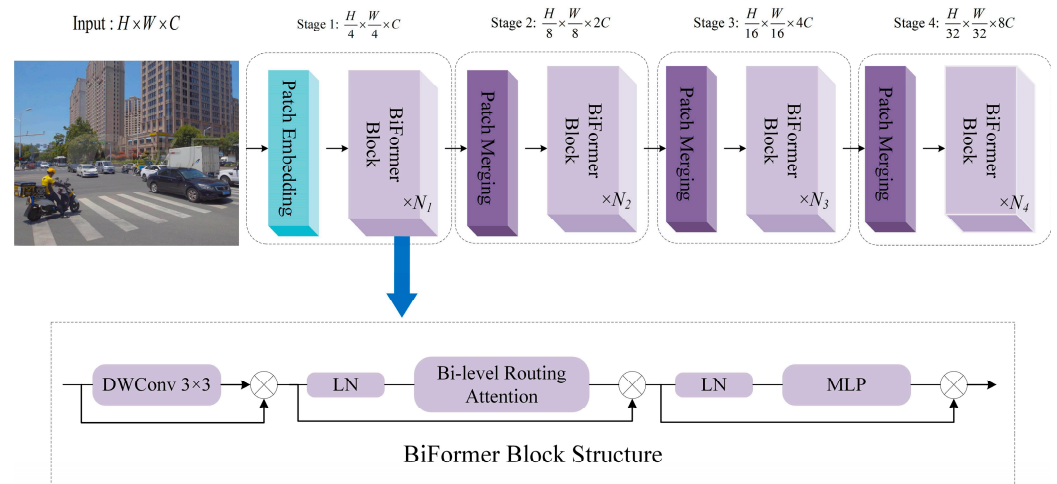 Input : H×W×C
Stage 1: H/4 × W/4 × C
Stage 2: H/8 × W/8 × 2C
Stage 3: H/16 × W/16 × 4C
Stage 4: H/32 × W/32 × 8C
Patch Embedding
BiFormer
Block
×N₁
Patch Merging
BiFormer
Block
×N₂
Patch Merging
BiFormer
Block
×N₃
Patch Merging
BiFormer
Block
×N₄
DWConv 3×3
LN
Bi-level Routing
Attention
LN
MLP
BiFormer Block Structure